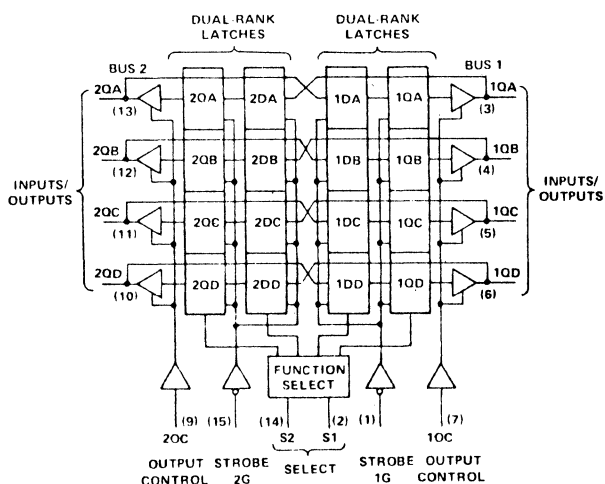 DUAL-RANK LATCHES DUAL-RANK LATCHES
BUS 2 BUS 1
2QA 2QA 2DA 1DA 1QA 1QA
(13) (3)
2QB 2QB 2DB 1DB 1QB 1QB
(12) (4)
INPUTS/OUTPUTS INPUTS/OUTPUTS
2QC 2QC 2DC 1DC 1QC 1QC
(11) (5)
2QD 2QD 2DD 1DD 1QD 1QD
(10) (6)
FUNCTION
SELECT
(9) (15) (14) (2) (1) (7)
2OC S2 S1 1OC
OUTPUT CONTROL STROBE 2G SELECT STROBE 1G OUTPUT CONTROL